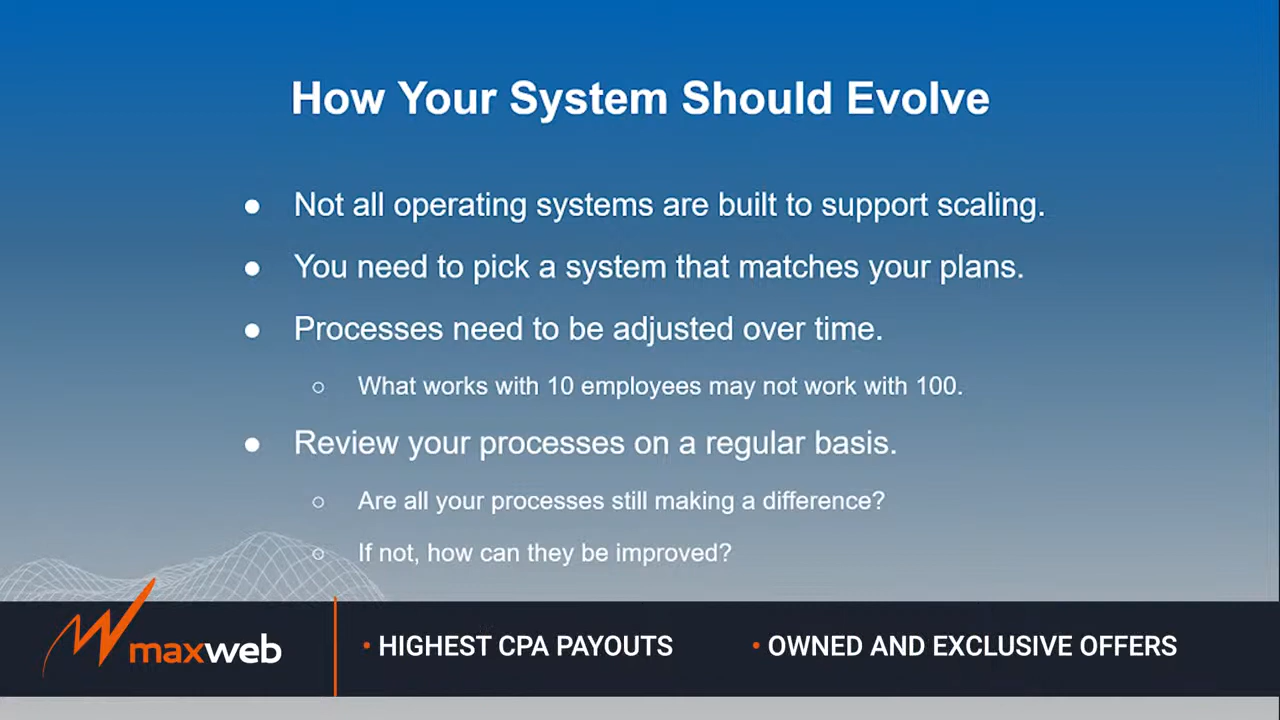 How Your System Should Evolve
● Not all operating systems are built to support scaling.
● You need to pick a system that matches your plans.
● Processes need to be adjusted over time.
○ What works with 10 employees may not work with 100.
● Review your processes on a regular basis.
○ Are all your processes still making a difference?
○ If not, how can they be improved?
maxweb
• HIGHEST CPA PAYOUTS
• OWNED AND EXCLUSIVE OFFERS